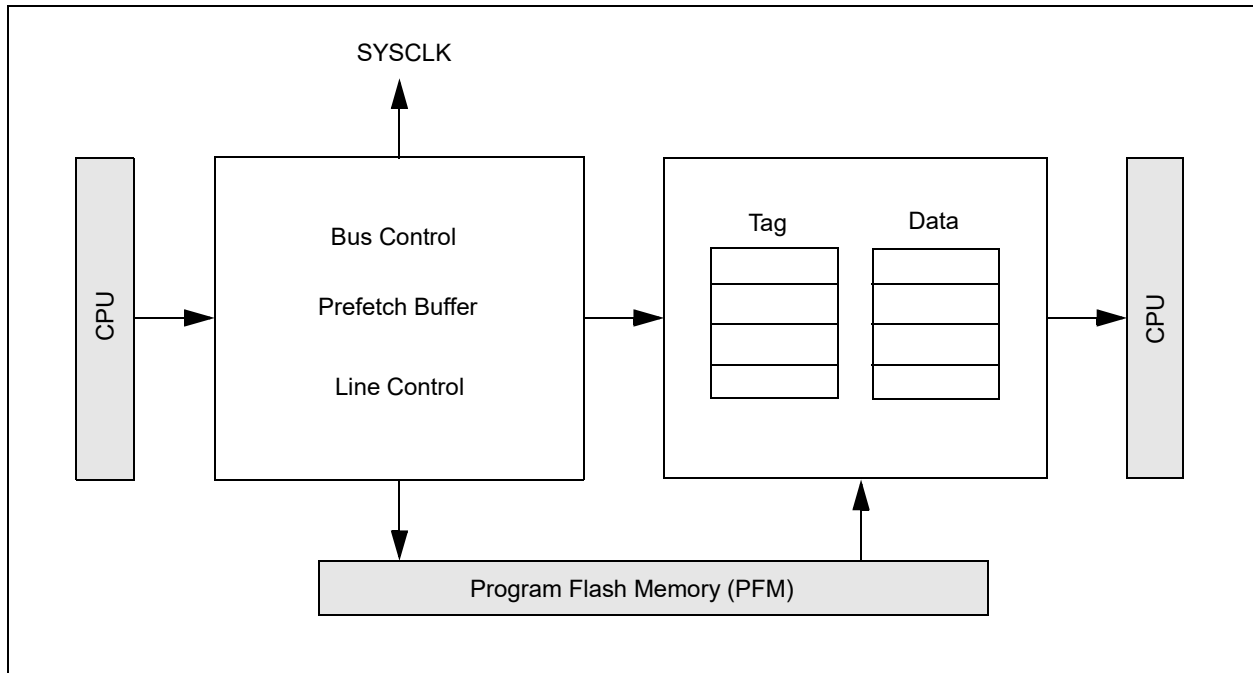 SYSCLK
CPU
Bus Control
Prefetch Buffer
Line Control
Tag
Data
CPU
Program Flash Memory (PFM)